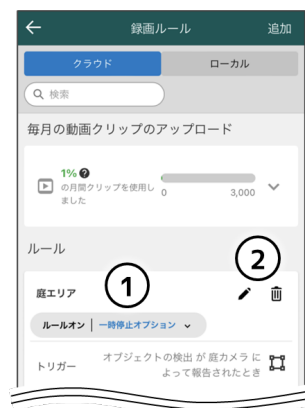 録画ルール 追加
クラウド ローカル
検索
毎月の動画クリップのアップロード
1%?
の月間クリップを使用し
ました
0 3,000
ルール
2
1
庭エリア
ルールオン | 一時停止オプション
トリガー
オブジェクトの検出 が 庭カメラ に
よって報告されたとき